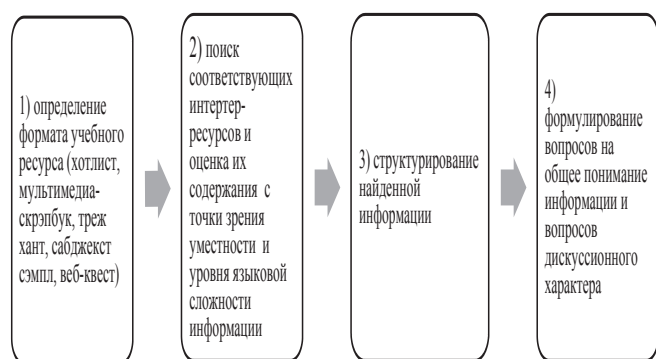 1) определение
формата учебного
ресурса (хотлист,
мультимедиа-
скрэпбук, треж
хант, сабджекст
сэмпл, веб-квест)
2) поиск
соответствующих
интертер-
ресурсов и
оценка их
содержания с
точки зрения
уместности и
уровня языковой
сложности
информации
3) структурирование
найденной
информации
4)
формулирование
вопросов на
общее понимание
информации и
вопросов
дискуссионного
характера